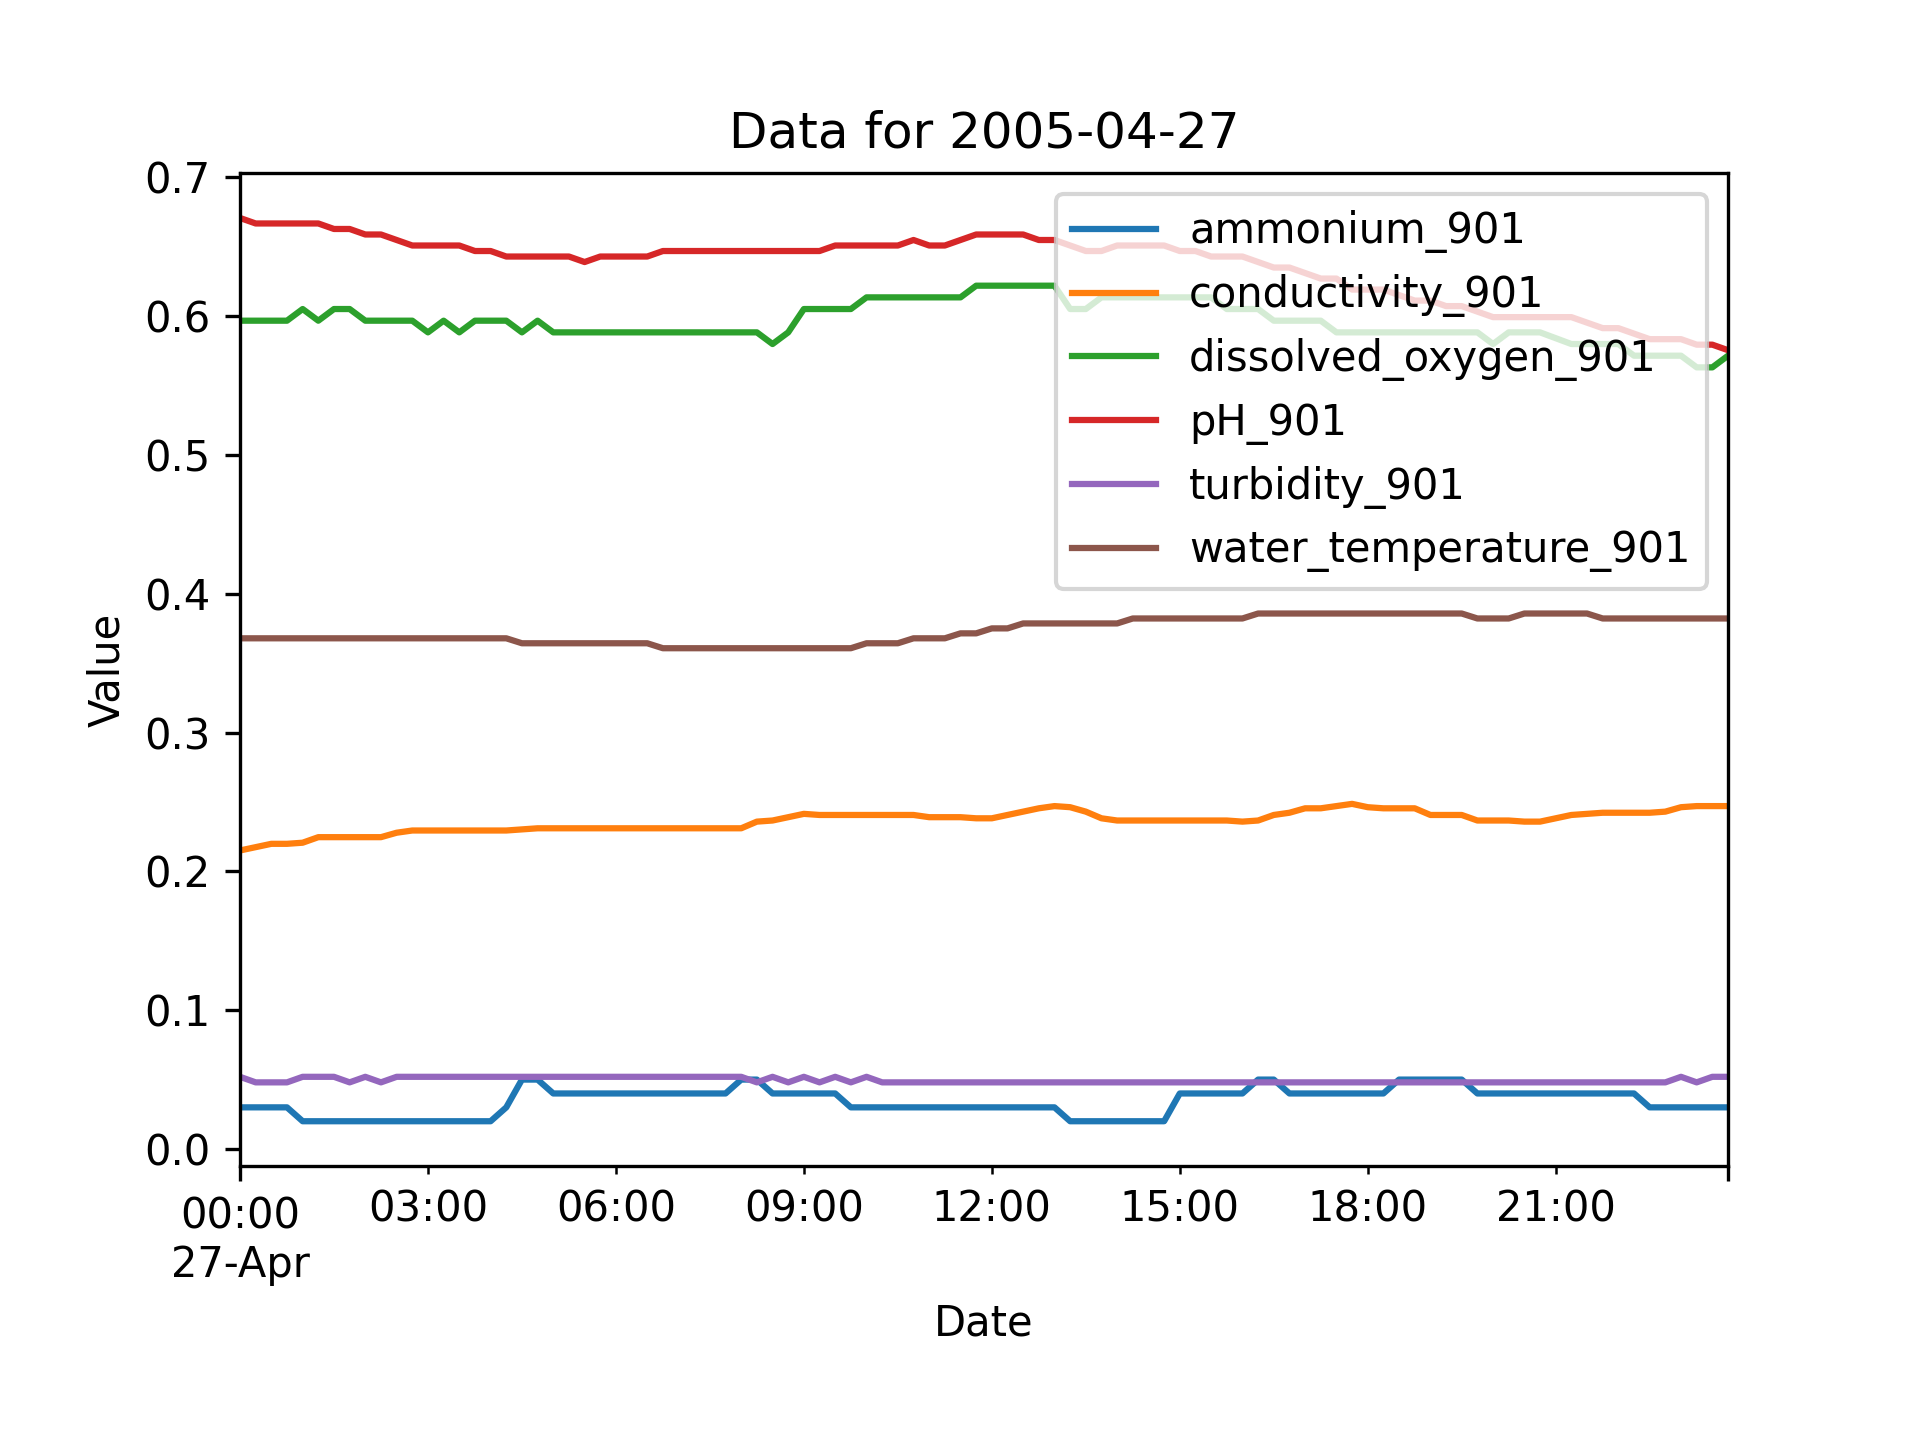 Data for 2005-04-27
0.7
0.6
0.5
0.4
0.3
0.2
0.1
0.0
Value
ammonium_901
conductivity_901
dissolved_oxygen_901
pH_901
turbidity_901
water_temperature_901
00:00 03:00 06:00 09:00 12:00 15:00 18:00 21:00
27-Apr
Date